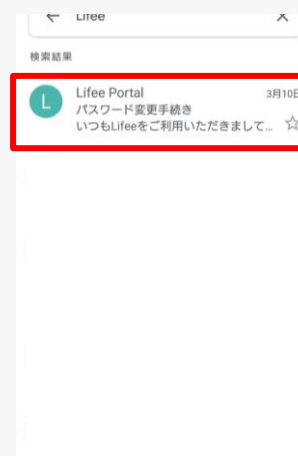 Lifee
検索結果
L
Lifee Portal
3月10日
パスワード変更手続き
いつもLifeeをご利用いただきまして…